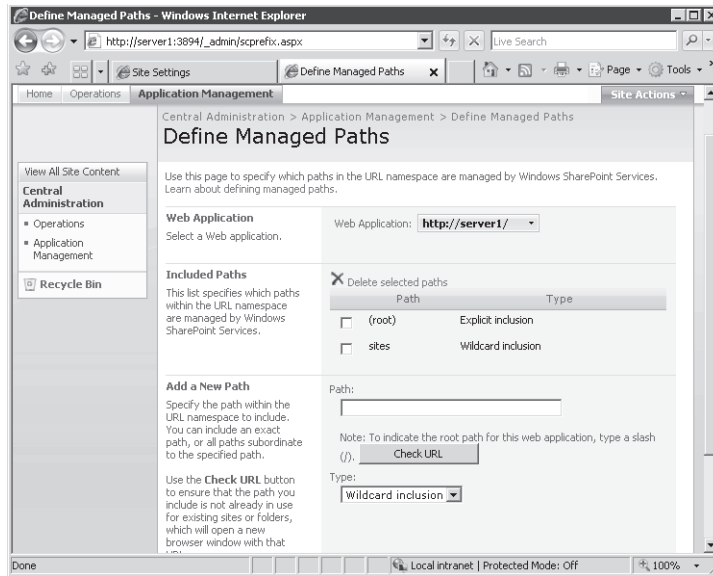 Define Managed Paths - Windows Internet Explorer
http://server1:3894/_admin/scprefix.aspx
Live Search
Site Settings
Define Managed Paths
Page
Tools
Home
Operations
Application Management
Site Actions
Central Administration > Application Management > Define Managed Paths
Define Managed Paths
View All Site Content
Central
Administration
Operations
Application
Management
Recycle Bin
Use this page to specify which paths in the URL namespace are managed by Windows SharePoint Services.
Learn about defining managed paths.
Web Application
Select a Web application.
Web Application: http://server1/
Included Paths
This list specifies which paths
within the URL namespace
are managed by Windows
SharePoint Services.
Delete selected paths
Path Type
(root) Explicit inclusion
sites Wildcard inclusion
Add a New Path
Specify the path within the
URL namespace to include.
You can include an exact
path, or all paths subordinate
to the specified path.
Use the Check URL button
to ensure that the path you
include is not already in use
for existing sites or folders,
which will open a new
browser window with that
Path:
Note: To indicate the root path for this web application, type a slash
(/). Check URL
Type:
Wildcard inclusion
Done
Local intranet | Protected Mode: Off
100%